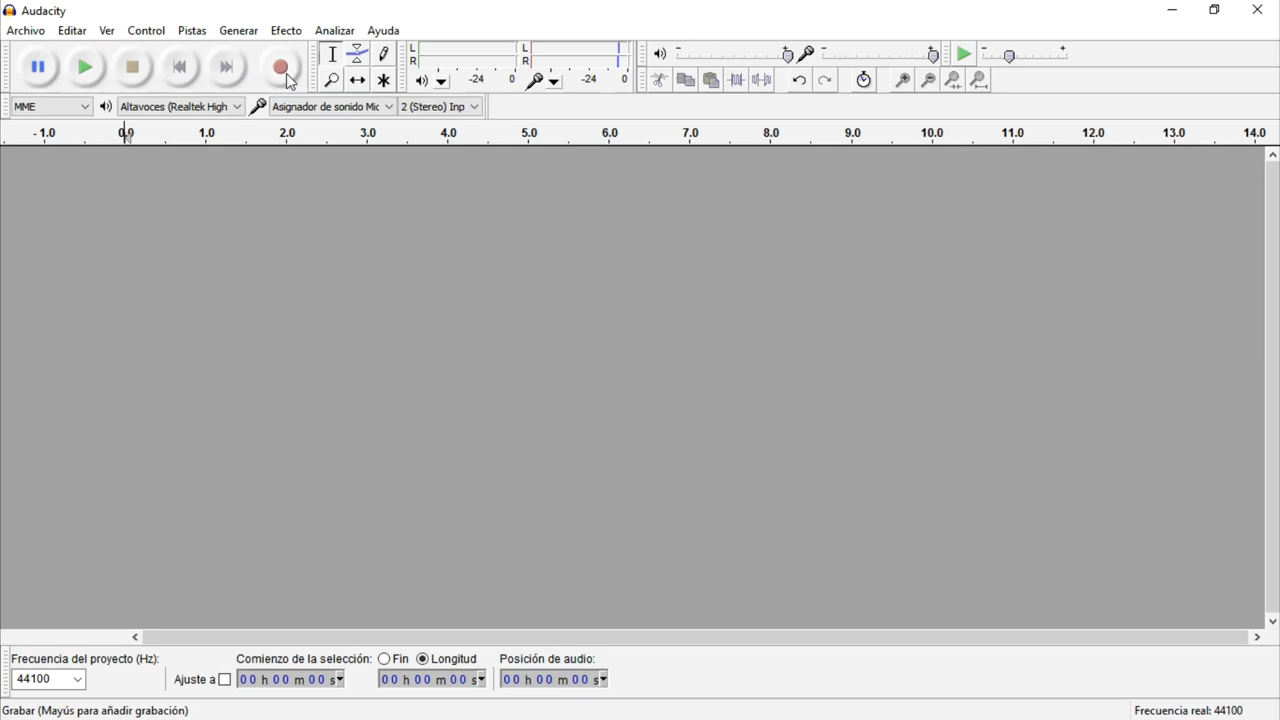 Audacity
Archivo Editar Ver Control Pistas Generar Efecto Analizar Ayuda
L L
R R
-24 0 -24 0
MME Altavoces (Realtek High Asignador de sonido Mic 2 (Stereo) Inp
-1.0 0.0 1.0 2.0 3.0 4.0 5.0 6.0 7.0 8.0 9.0 10.0 11.0 12.0 13.0 14.0
Frecuencia del proyecto (Hz): Comienzo de la selección: Fin Longitud Posición de audio:
44100 Ajuste a 00 h 00 m 00 s 00 h 00 m 00 s 00 h 00 m 00 s
Grabar (Mayús para añadir grabación) Frecuencia real: 44100